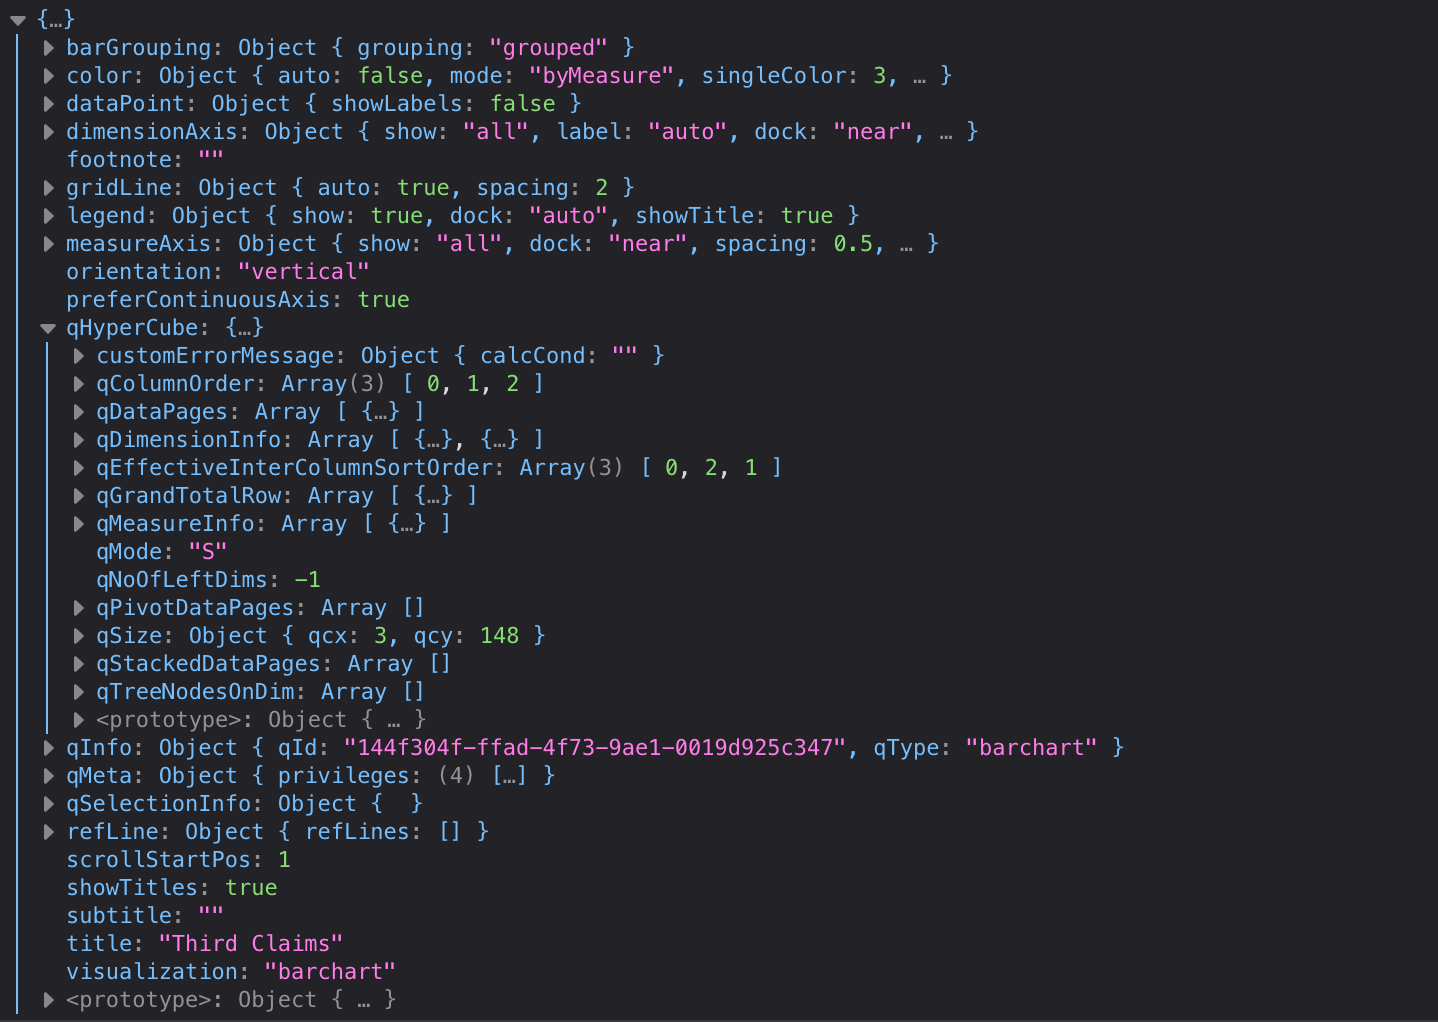 {…}
barGrouping: Object { grouping: "grouped" }
color: Object { auto: false, mode: "byMeasure", singleColor: 3, … }
dataPoint: Object { showLabels: false }
dimensionAxis: Object { show: "all", label: "auto", dock: "near", … }
footnote: ""
gridLine: Object { auto: true, spacing: 2 }
legend: Object { show: true, dock: "auto", showTitle: true }
measureAxis: Object { show: "all", dock: "near", spacing: 0.5, … }
orientation: "vertical"
preferContinuousAxis: true
qHyperCube: {…}
customErrorMessage: Object { calcCond: "" }
qColumnOrder: Array(3) [ 0, 1, 2 ]
qDataPages: Array [ {…} ]
qDimensionInfo: Array [ {…}, {…} ]
qEffectiveInterColumnSortOrder: Array(3) [ 0, 2, 1 ]
qGrandTotalRow: Array [ {…} ]
qMeasureInfo: Array [ {…} ]
qMode: "S"
qNoOfLeftDims: -1
qPivotDataPages: Array []
qSize: Object { qcx: 3, qcy: 148 }
qStackedDataPages: Array []
qTreeNodesOnDim: Array []
<prototype>: Object { … }
qInfo: Object { qId: "144f304f-ffad-4f73-9ae1-0019d925c347", qType: "barchart" }
qMeta: Object { privileges: (4) […] }
qSelectionInfo: Object {  }
refLine: Object { refLines: [] }
scrollStartPos: 1
showTitles: true
subtitle: ""
title: "Third Claims"
visualization: "barchart"
<prototype>: Object { … }